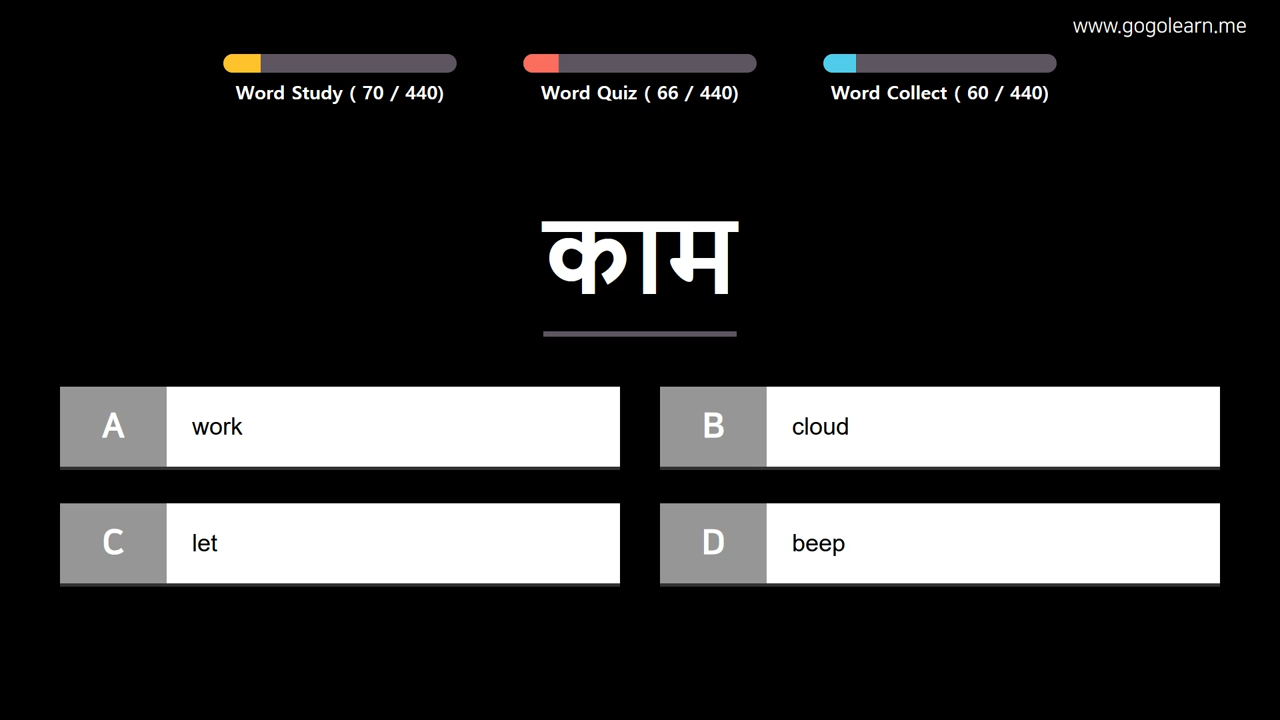 www.gogolearn.me
Word Study ( 70 / 440)
Word Quiz ( 66 / 440)
Word Collect ( 60 / 440)
काम
A work
B cloud
C let
D beep